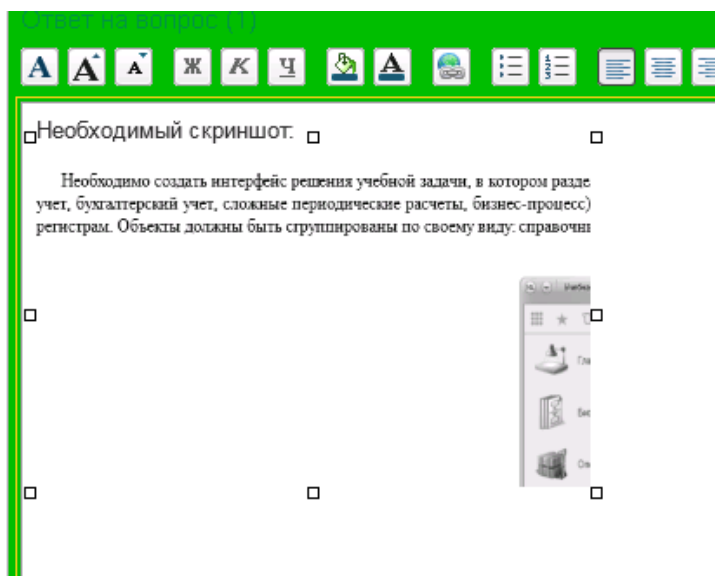 Ответ на вопрос (1)
А А А Ж К Ч А
Необходимый скриншот:
Необходимо создать интерфейс решения учебной задачи, в котором разде
учет, бухгалтерский учет, сложные периодические расчеты, бизнес-процесс)
регистрам. Объекты должны быть сгруппированы по своему виду: справочни
Гла